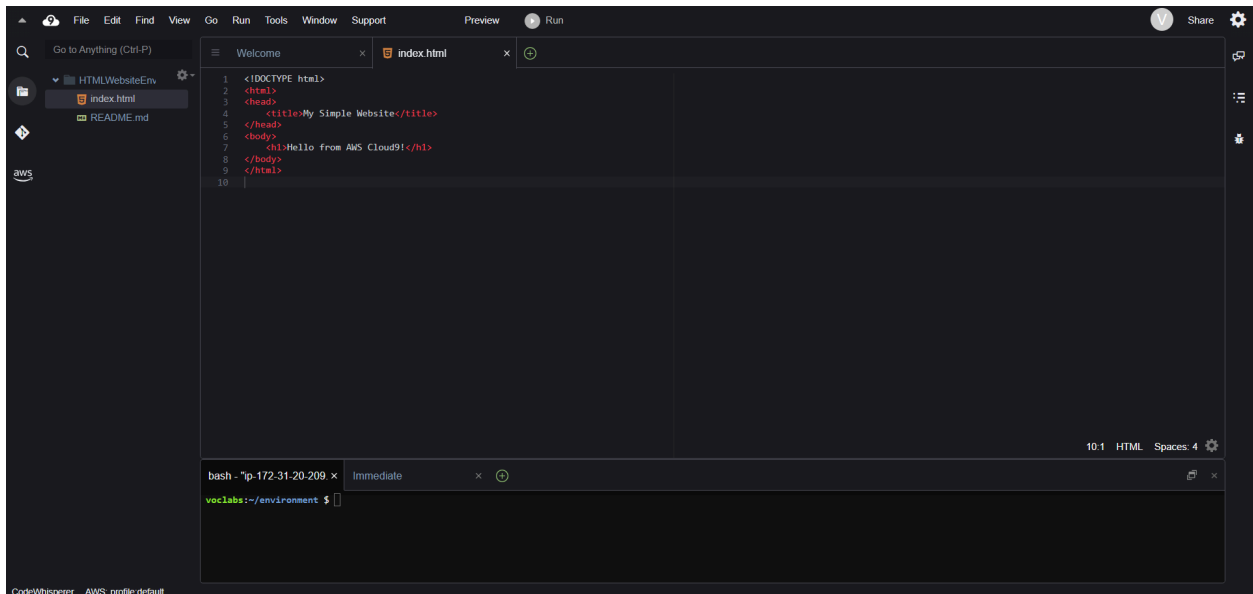 File Edit Find View Go Run Tools Window Support Preview Run V Share
Go to Anything (Ctrl-P)
HTMLWebsiteEnv
index.html
README.md
aws
Welcome × index.html ×
1 <!DOCTYPE html>
2 <html>
3 <head>
4     <title>My Simple Website</title>
5 </head>
6 <body>
7     <h1>Hello from AWS Cloud9!</h1>
8 </body>
9 </html>
10
10:1 HTML Spaces: 4
bash - "ip-172-31-20-209. × Immediate ×
voclabs:~/environment $
CodeWhisperer AWS: profile:default